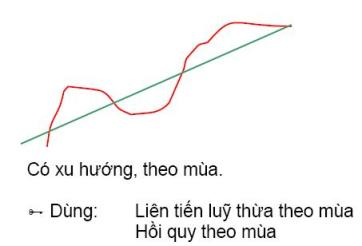 Có xu hướng, theo mùa.
Dùng: Liên tiến luỹ thừa theo mùa
Hồi quy theo mùa